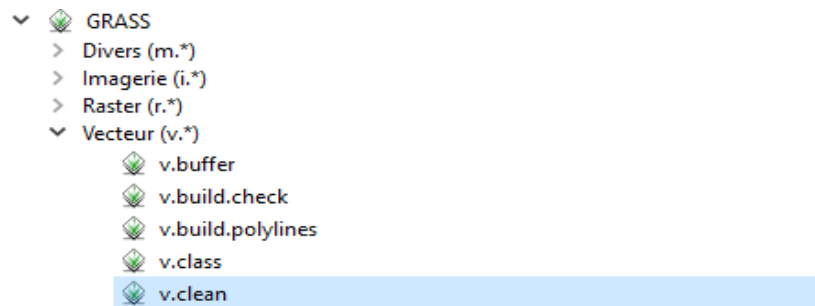 GRASS
Divers (m.*)
Imagerie (i.*)
Raster (r.*)
Vecteur (v.*)
v.buffer
v.build.check
v.build.polylines
v.class
v.clean